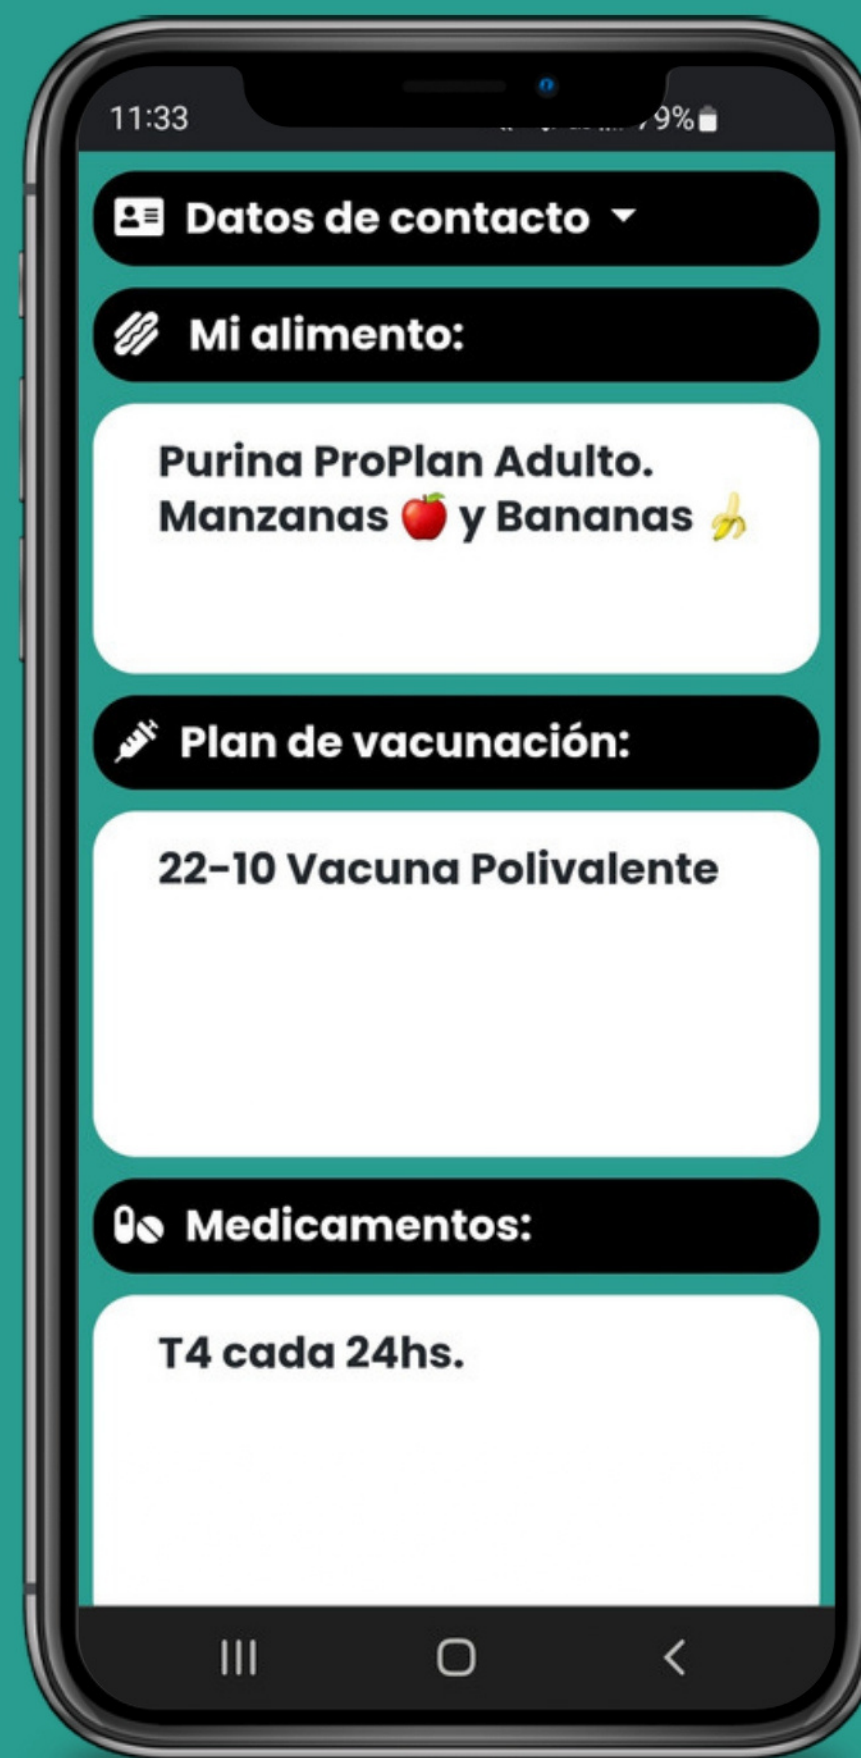 11:33
9%
Datos de contacto
Mi alimento:
Purina ProPlan Adulto.
Manzanas 🍎 y Bananas 🍌
Plan de vacunación:
22-10 Vacuna Polivalente
Medicamentos:
T4 cada 24hs.